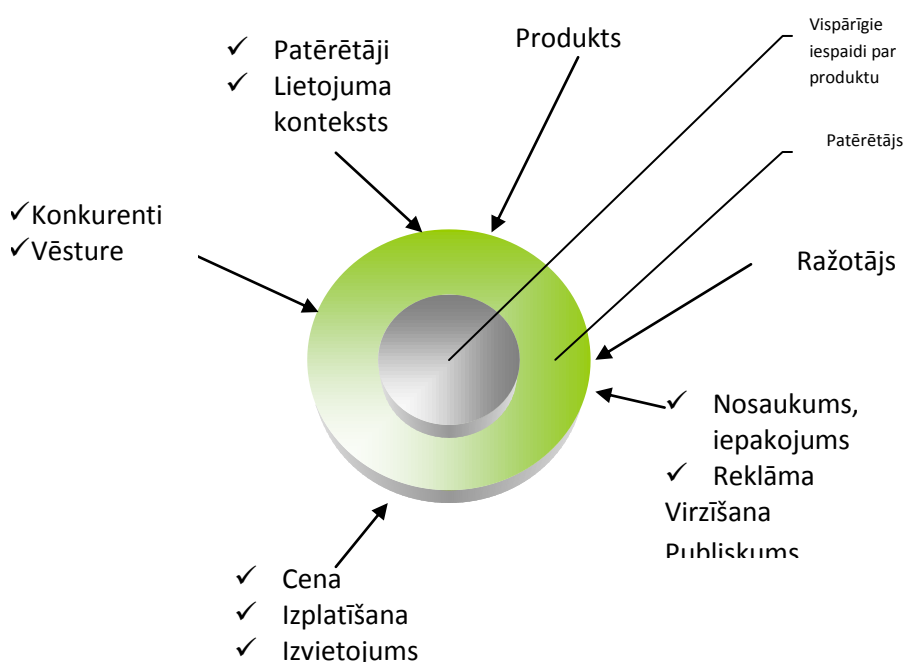 ✓ Patērētāji
✓ Lietojuma
konteksts
Produkts
Vispārīgie
iespaidi par
produktu
Patērētājs
✓Konkurenti
✓Vēsture
Ražotājs
✓ Nosaukums,
iepakojums
✓ Reklāma
Virzīšana
Publiskums
✓ Cena
✓ Izplatīšana
✓ Izvietojums